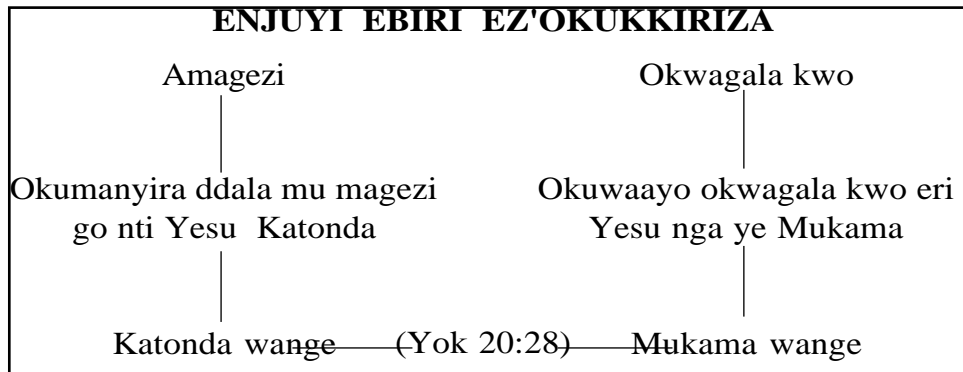 ENJUYI EBIRI EZ'OKUKKIRIZA
Amagezi
Okwagala kwo
Okumanyira ddala mu magezi
go nti Yesu Katonda
Okuwaayo okwagala kwo eri
Yesu nga ye Mukama
Katonda wange (Yok 20:28) Mukama wange